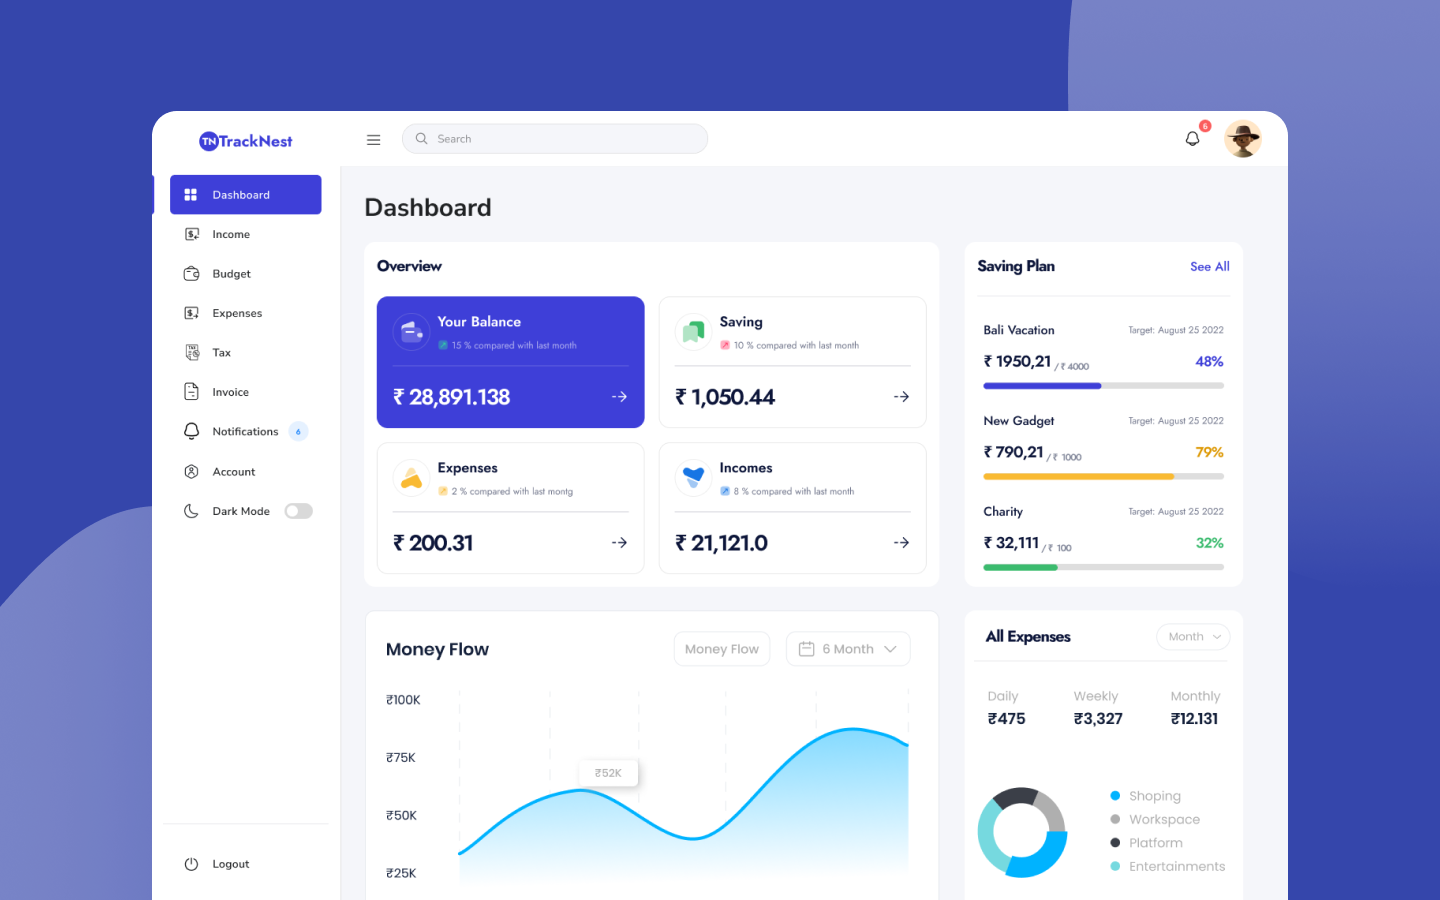 TN TrackNest
Search
6
Dashboard
Income
Budget
Expenses
Tax
Invoice
Notifications 6
Account
Dark Mode
Logout
Dashboard
Overview
Your Balance
15 % compared with last month
₹ 28,891.138
Saving
10 % compared with last month
₹ 1,050.44
Expenses
2 % compared with last montg
₹ 200.31
Incomes
8 % compared with last month
₹ 21,121.0
Saving Plan See All
Bali Vacation Target: August 25 2022
₹ 1950,21 / ₹ 4000 48%
New Gadget Target: August 25 2022
₹ 790,21 / ₹ 1000 79%
Charity Target: August 25 2022
₹ 32,111 / ₹ 100 32%
Money Flow Money Flow 6 Month
₹100K
₹75K
₹52K
₹50K
₹25K
All Expenses Month
Daily Weekly Monthly
₹475 ₹3,327 ₹12.131
Shoping
Workspace
Platform
Entertainments